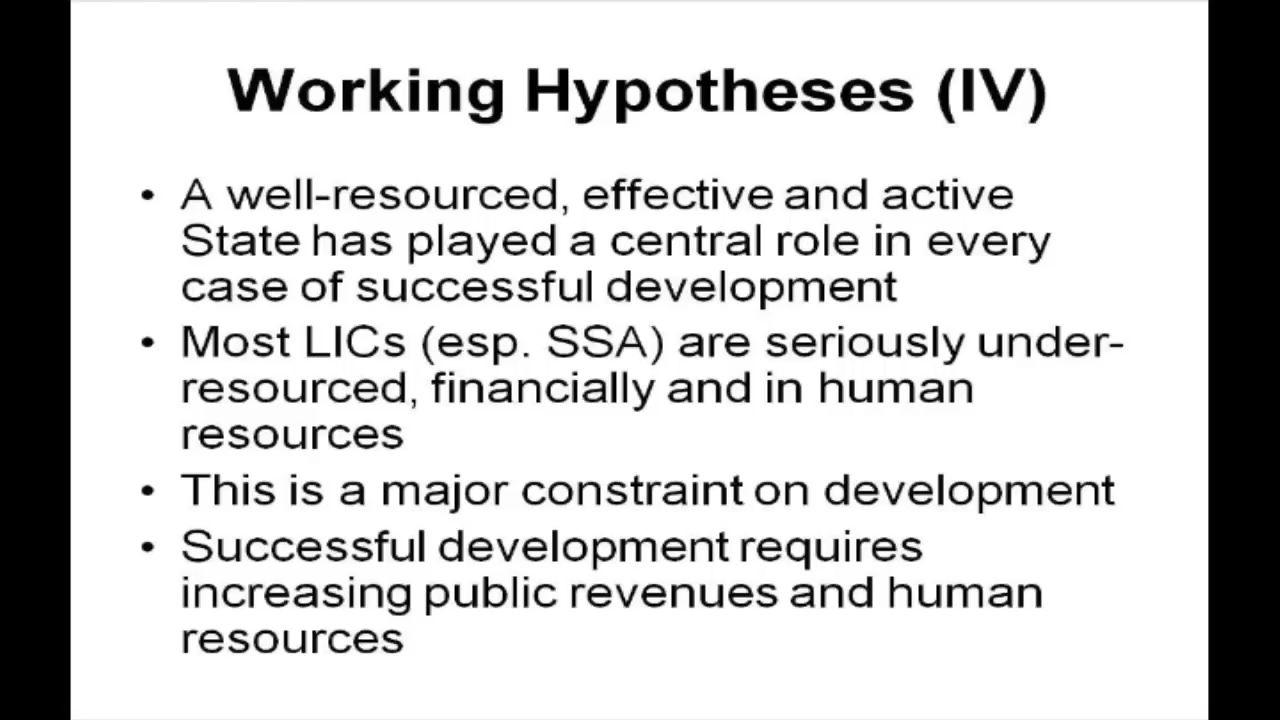 Working Hypotheses (IV)
• A well-resourced, effective and active
State has played a central role in every
case of successful development
• Most LICs (esp. SSA) are seriously under-
resourced, financially and in human
resources
• This is a major constraint on development
• Successful development requires
increasing public revenues and human
resources